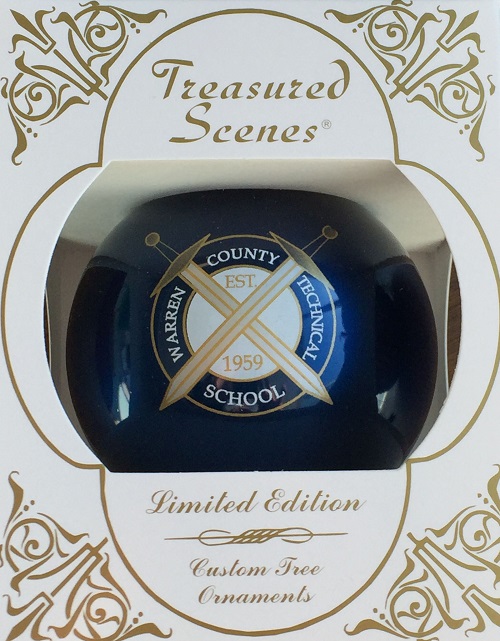 Treasured
Scenes®
WARREN COUNTY TECHNICAL
EST.
1959
SCHOOL
Limited Edition
Custom Tree
Ornaments